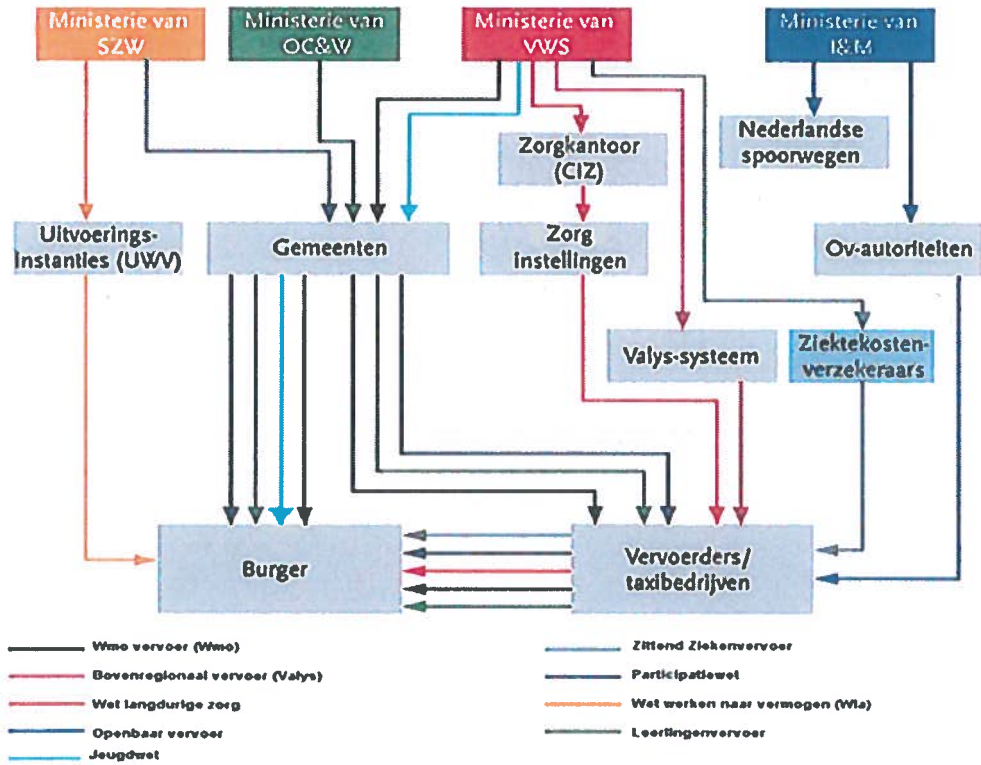 Ministerie van
SZW
Ministerie van
OC&W
Ministerie van
VWS
Ministerie van
I&M
Nederlandse
spoorwegen
Zorgkantoor
(CIZ)
Uitvoerings-
instanties (UWV)
Gemeenten
Zorg
instellingen
Ov-autoriteiten
Valys-systeem
Ziektekosten-
verzekeraars
Burger
Vervoerders/
taxibedrijven
Wmo vervoer (Wmo)
Bovenregionaal vervoer (Valys)
Wet langdurige zorg
Openbaar vervoer
Jeugdwet
Zittend Ziekenvervoer
Participatiewet
Wet werken naar vermogen (Wia)
Leerlingenvervoer